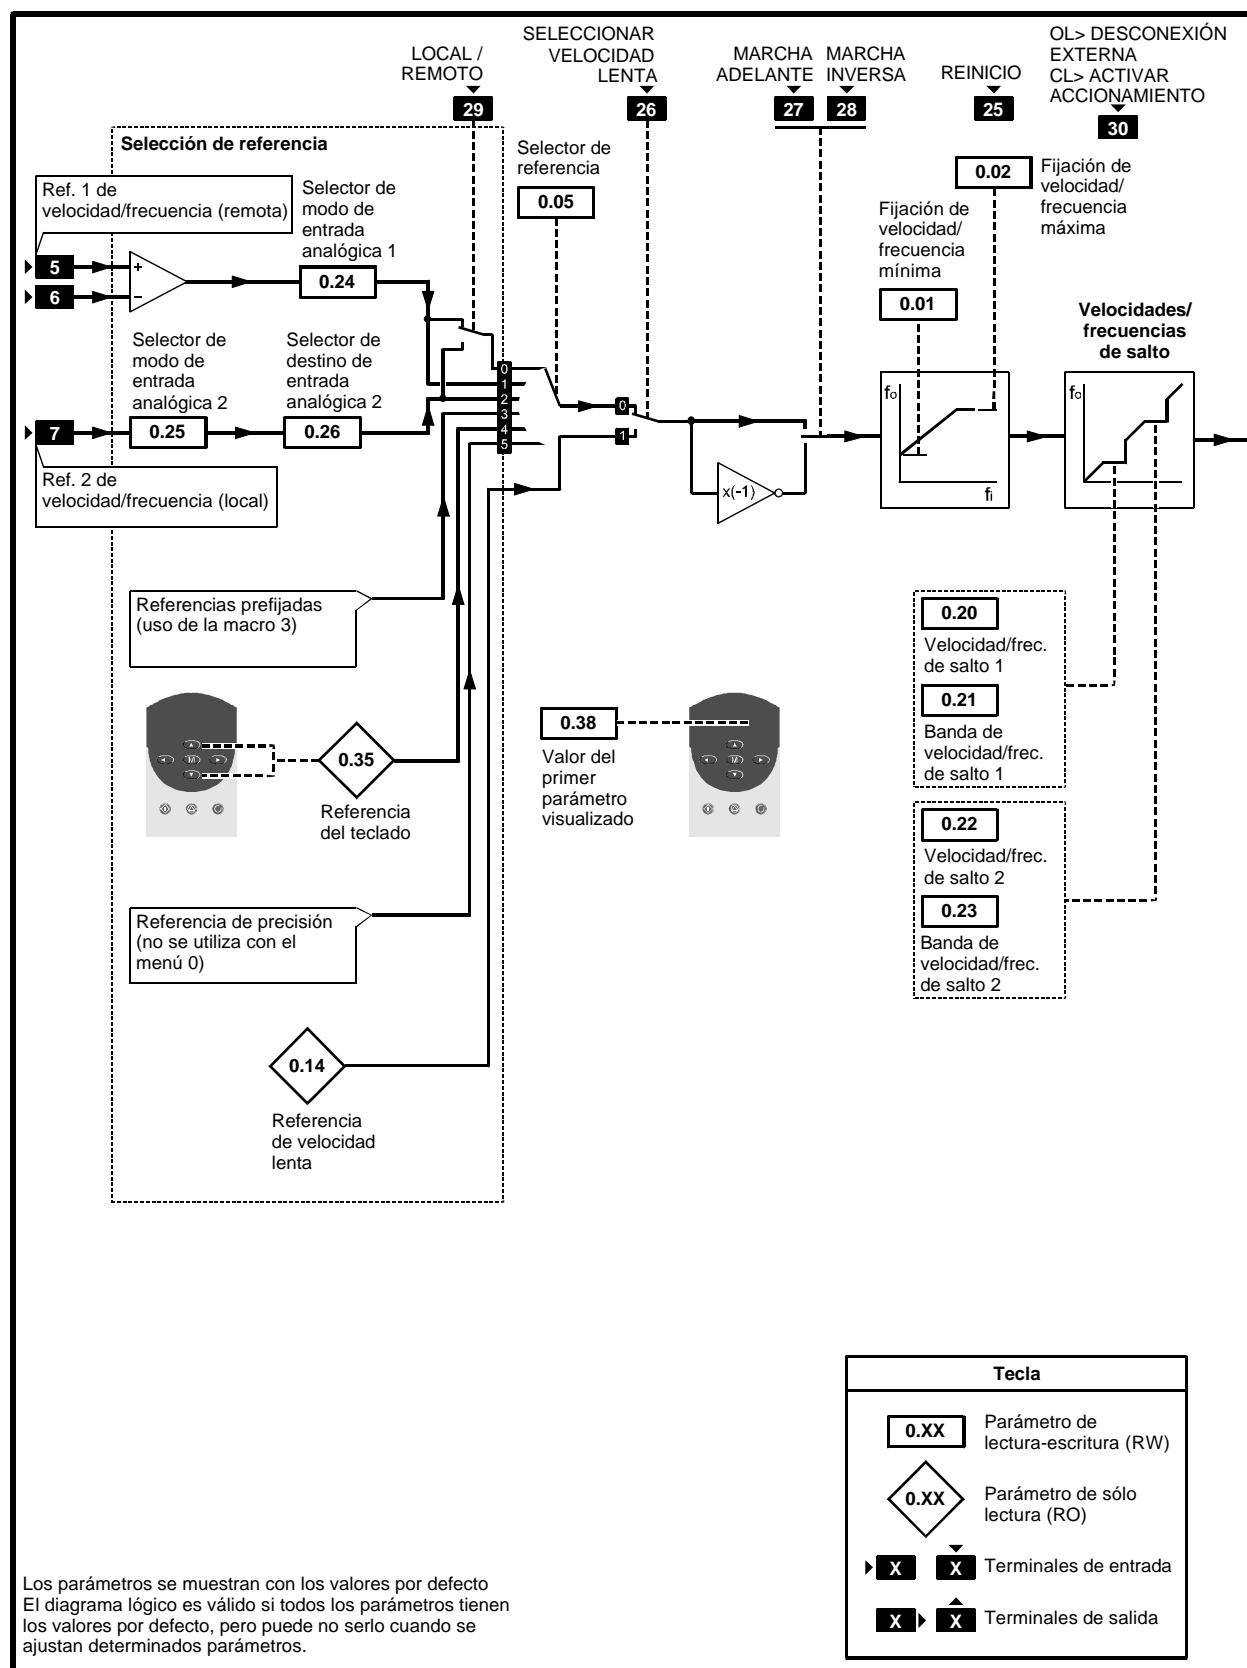 SELECCIONAR
VELOCIDAD
LENTA
26
LOCAL /
REMOTO
29
MARCHA
ADELANTE
27
MARCHA
INVERSA
28
REINICIO
25
OL> DESCONEXIÓN
EXTERNA
CL> ACTIVAR
ACCIONAMIENTO
30
Selección de referencia
Ref. 1 de
velocidad/frecuencia (remota)
5
6
+
−
Selector de
modo de
entrada
analógica 1
0.24
Selector de
referencia
0.05
Fijación de
velocidad/
frecuencia
mínima
0.01
0.02
Fijación de
velocidad/
frecuencia
máxima
Velocidades/
frecuencias
de salto
Selector de
modo de
entrada
analógica 2
0.25
Selector de
destino de
entrada
analógica 2
0.26
7
Ref. 2 de
velocidad/frecuencia (local)
0
1
2
3
4
5
0
1
x(-1)
fo
fi
fo
Referencias prefijadas
(uso de la macro 3)
M
0.35
Referencia
del teclado
0.38
Valor del
primer
parámetro
visualizado
M
0.20
Velocidad/frec.
de salto 1
0.21
Banda de
velocidad/frec.
de salto 1
0.22
Velocidad/frec.
de salto 2
0.23
Banda de
velocidad/frec.
de salto 2
Referencia de precisión
(no se utiliza con el
menú 0)
0.14
Referencia
de velocidad
lenta
Tecla
0.XX
Parámetro de
lectura-escritura (RW)
0.XX
Parámetro de sólo
lectura (RO)
X X Terminales de entrada
X X Terminales de salida
Los parámetros se muestran con los valores por defecto
El diagrama lógico es válido si todos los parámetros tienen
los valores por defecto, pero puede no serlo cuando se
ajustan determinados parámetros.